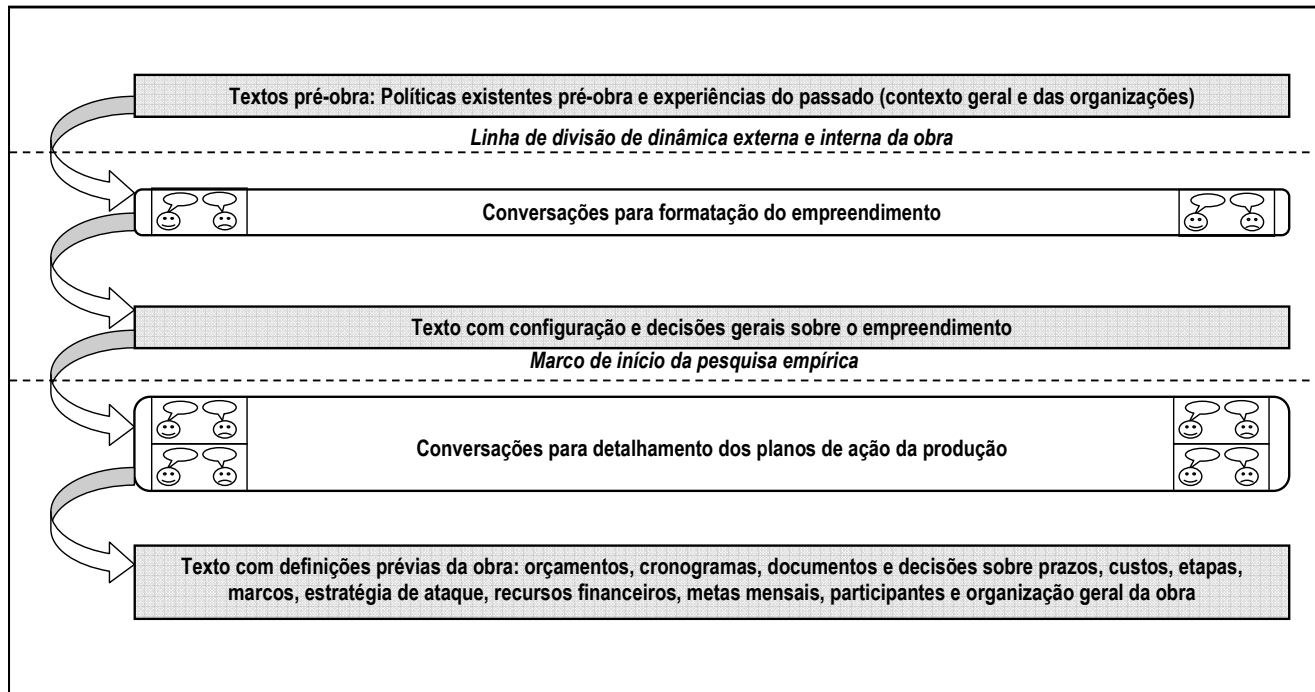 Textos pré-obra: Políticas existentes pré-obra e experiências do passado (contexto geral e das organizações)
Linha de divisão de dinâmica externa e interna da obra
Conversações para formatação do empreendimento
Texto com configuração e decisões gerais sobre o empreendimento
Marco de início da pesquisa empírica
Conversações para detalhamento dos planos de ação da produção
Texto com definições prévias da obra: orçamentos, cronogramas, documentos e decisões sobre prazos, custos, etapas,
marcos, estratégia de ataque, recursos financeiros, metas mensais, participantes e organização geral da obra